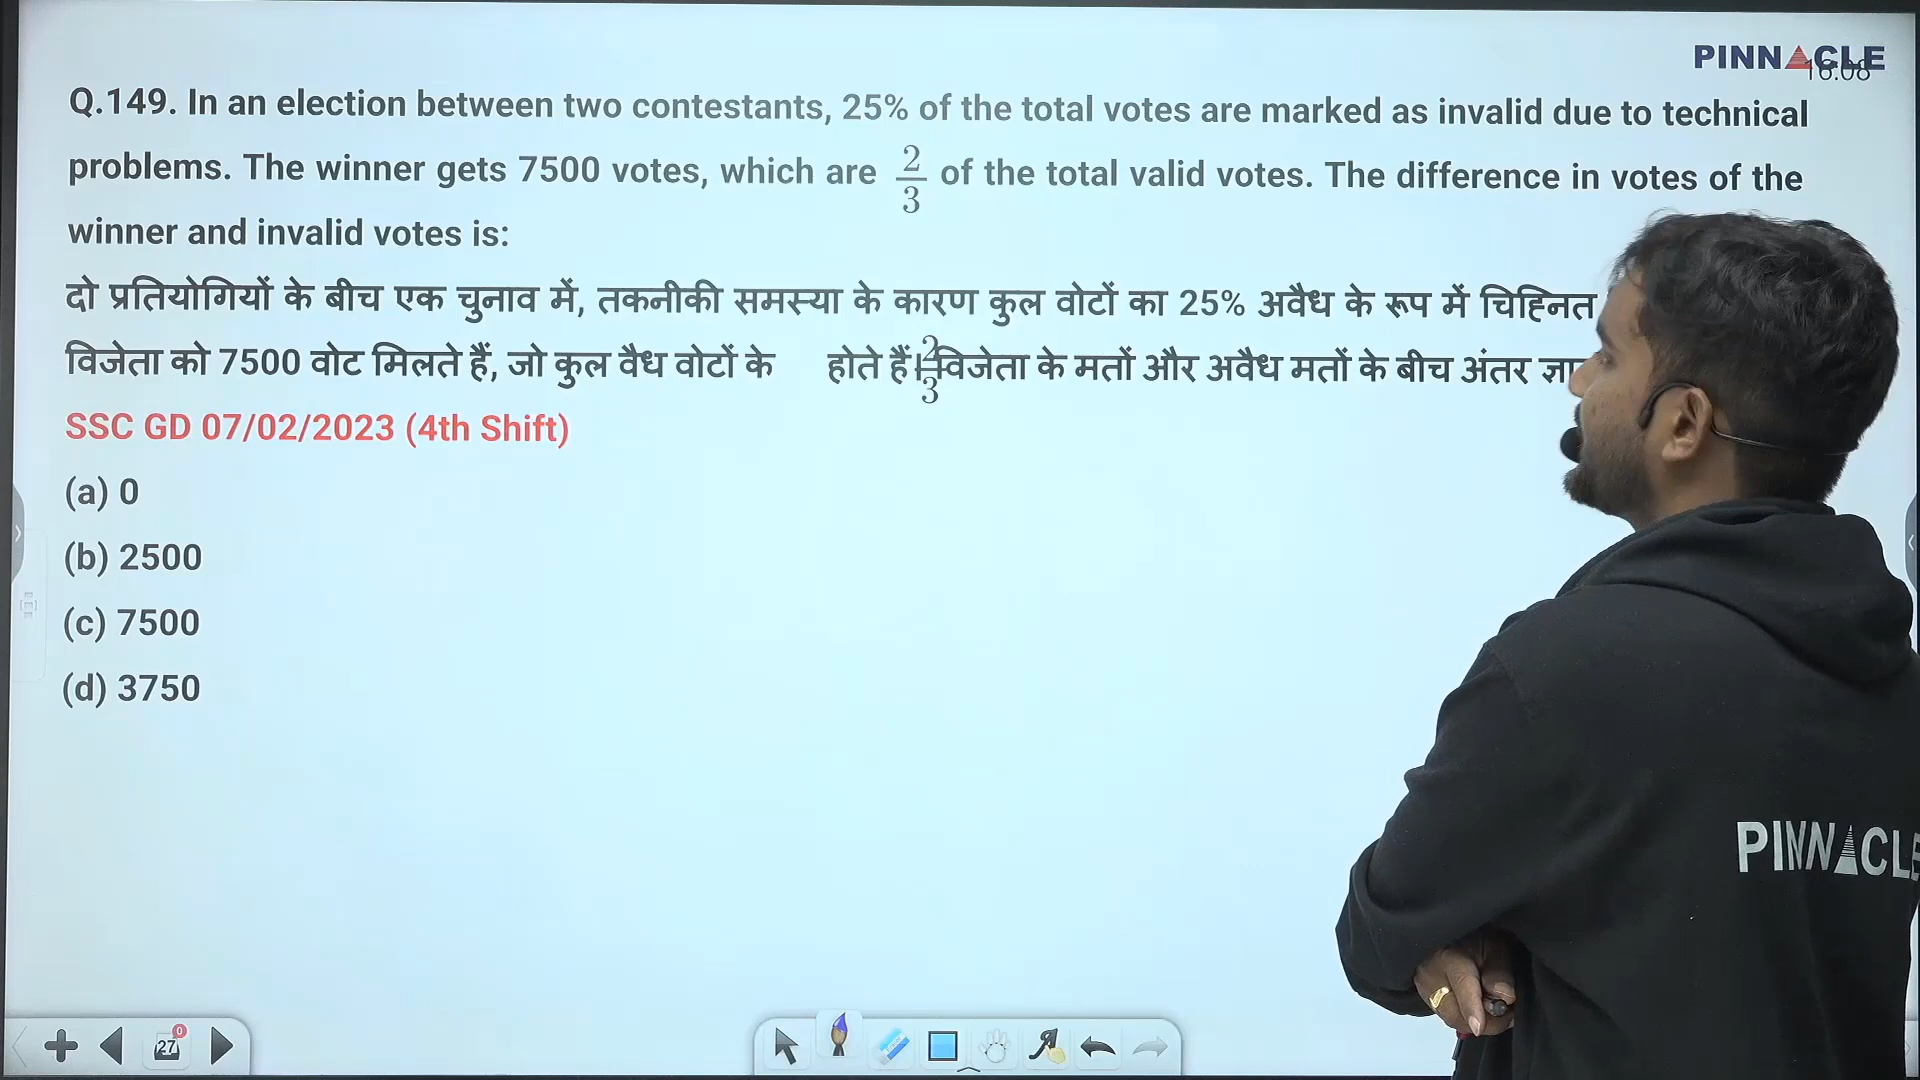 PINNACLE
16:08
Q.149. In an election between two contestants, 25% of the total votes are marked as invalid due to technical
problems. The winner gets 7500 votes, which are 2/3 of the total valid votes. The difference in votes of the
winner and invalid votes is:
दो प्रतियोगियों के बीच एक चुनाव में, तकनीकी समस्या के कारण कुल वोटों का 25% अवैध के रूप में चिह्नित
विजेता को 7500 वोट मिलते हैं, जो कुल वैध वोटों के होते हैं। 2/3 विजेता के मतों और अवैध मतों के बीच अंतर
SSC GD 07/02/2023 (4th Shift)
(a) 0
(b) 2500
(c) 7500
(d) 3750
PINNACLE
27
0